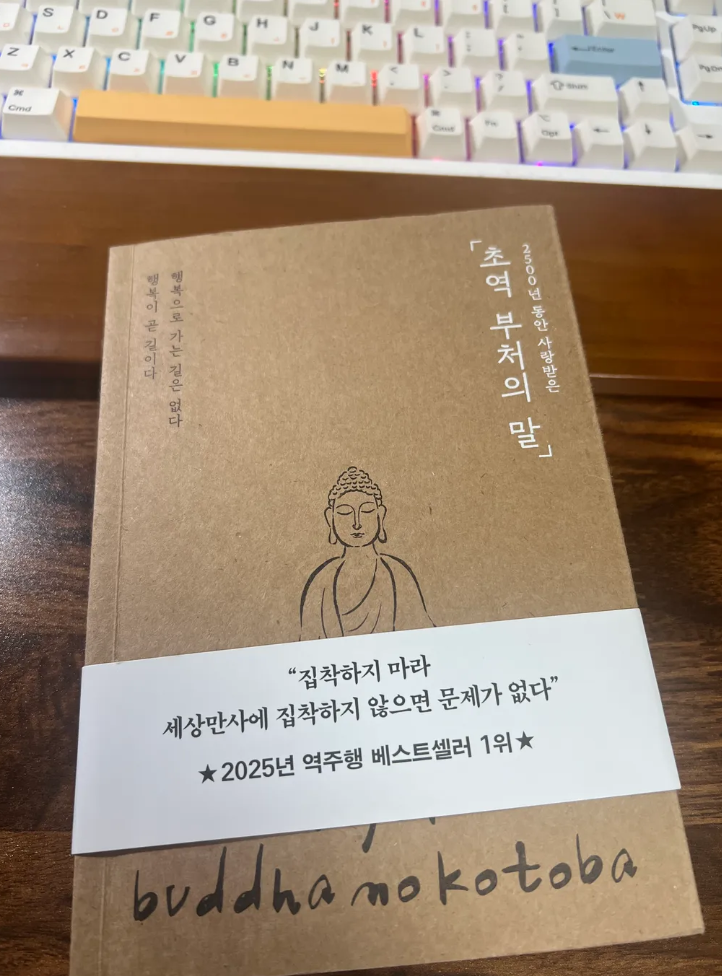 S D F G H J K L
Enter
PgUp
Z X C V B N M < >
?
/
PgDn
⌘
Cmd
⌘
Cmd
Fn
⌥
Opt
← ↓ →
2500년 동안 사랑받은
「초역 부처의 말」
행복으로 가는 길은 없다
행복이 곧 길이다
“집착하지 마라
세상만사에 집착하지 않으면 문제가 없다”
★2025년 역주행 베스트셀러 1위★
buddha no kotoba